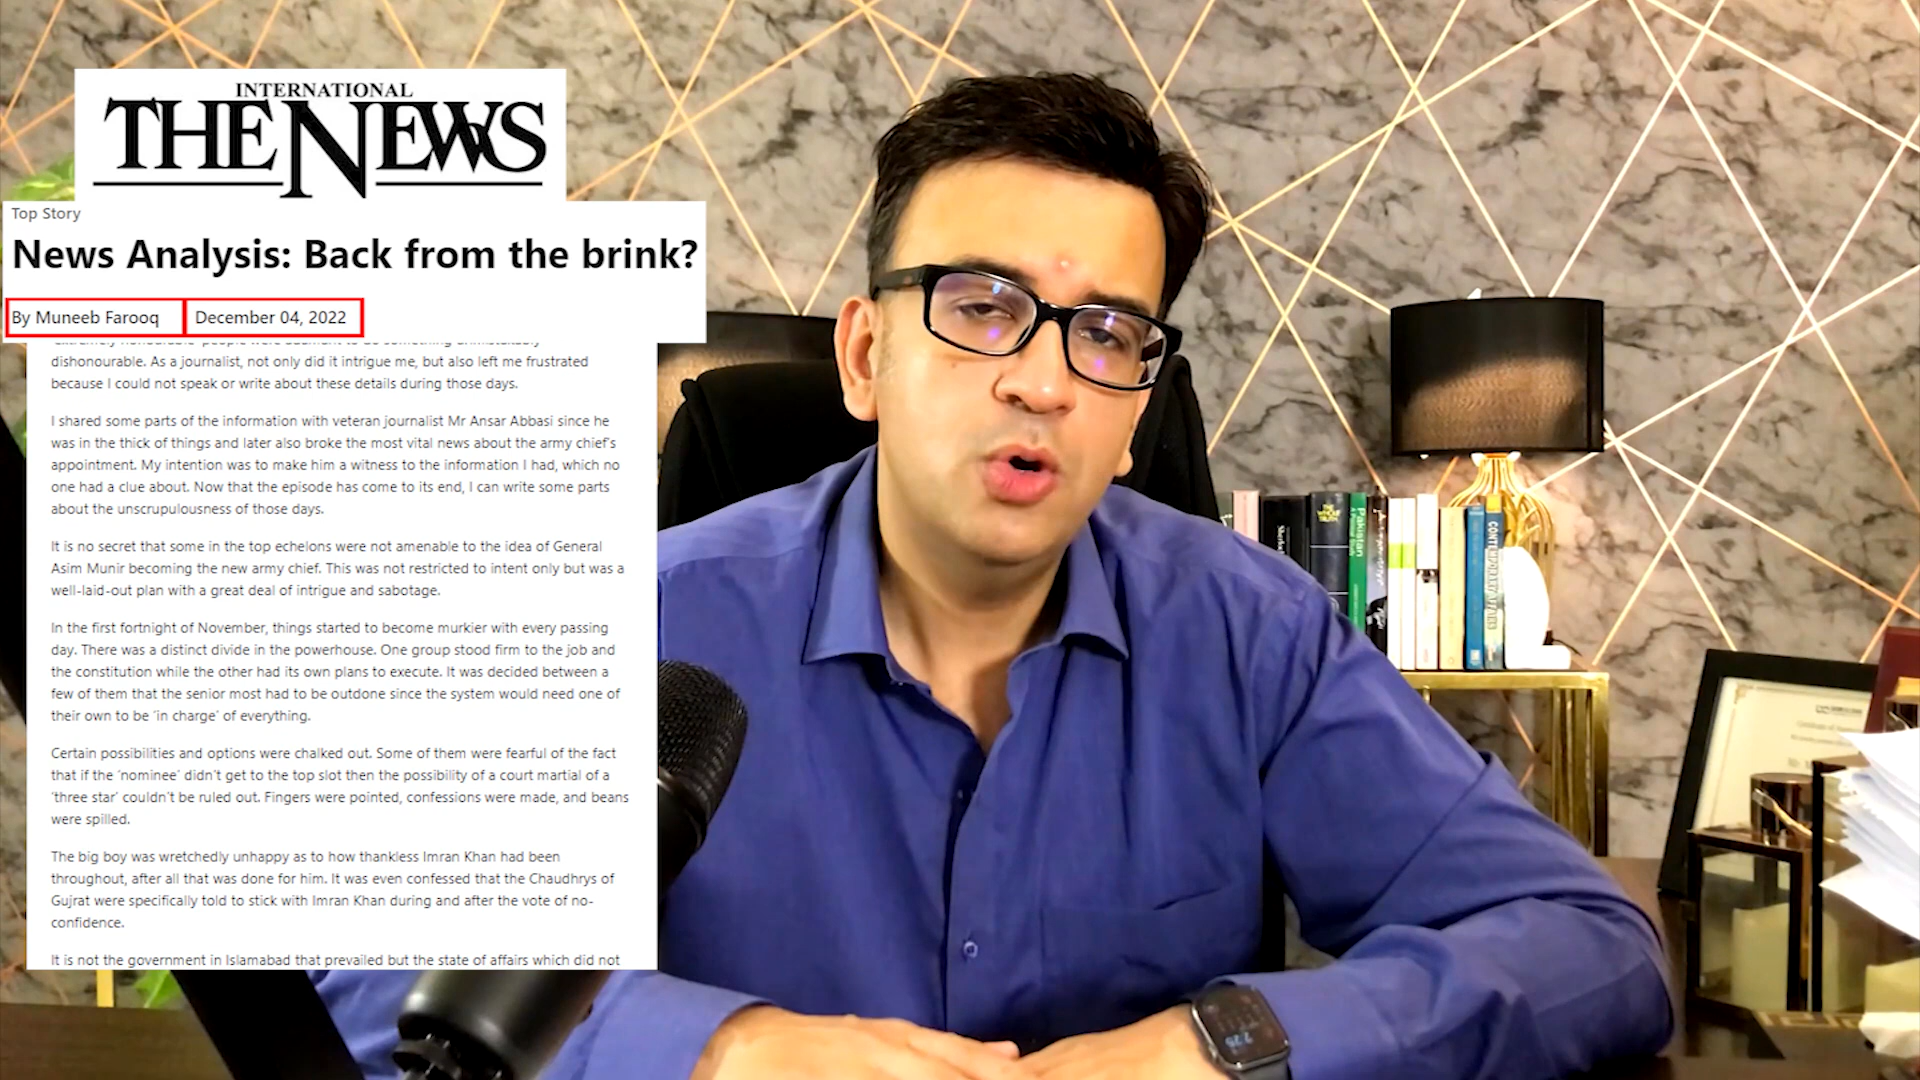 INTERNATIONAL
THE NEWS
Top Story
News Analysis: Back from the brink?
By Muneeb Farooq
December 04, 2022
dishonourable. As a journalist, not only did it intrigue me, but also left me frustrated
because I could not speak or write about these details during those days.
I shared some parts of the information with veteran journalist Mr Ansar Abbasi since he
was in the thick of things and later also broke the most vital news about the army chief's
appointment. My intention was to make him a witness to the information I had, which no
one had a clue about. Now that the episode has come to its end, I can write some parts
about the unscrupulousness of those days.
It is no secret that some in the top echelons were not amenable to the idea of General
Asim Munir becoming the new army chief. This was not restricted to intent only but was a
well-laid-out plan with a great deal of intrigue and sabotage.
In the first fortnight of November, things started to become murkier with every passing
day. There was a distinct divide in the powerhouse. One group stood firm to the job and
the constitution while the other had its own plans to execute. It was decided between a
few of them that the senior most had to be outdone since the system would need one of
their own to be 'in charge' of everything.
Certain possibilities and options were chalked out. Some of them were fearful of the fact
that if the 'nominee' didn't get to the top slot then the possibility of a court martial of a
'three star' couldn't be ruled out. Fingers were pointed, confessions were made, and beans
were spilled.
The big boy was wretchedly unhappy as to how thankless Imran Khan had been
throughout, after all that was done for him. It was even confessed that the Chaudhrys of
Gujrat were specifically told to stick with Imran Khan during and after the vote of no-
confidence.
It is not the government in Islamabad that prevailed but the state of affairs which did not
THE WHOLE TRUTH
Pakistan
CONTEMPORARY AFFAIRS